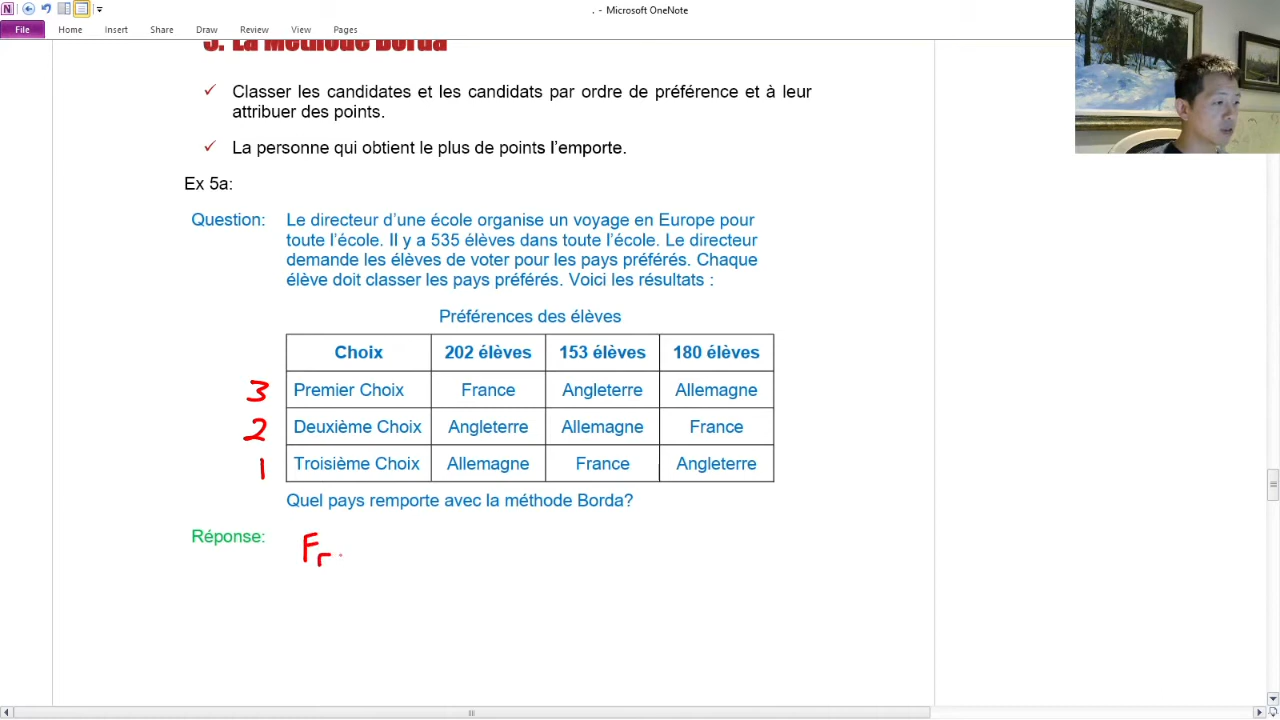 . - Microsoft OneNote
File Home Insert Share Draw Review View Pages
3. La Méthode Borda
✓ Classer les candidates et les candidats par ordre de préférence et à leur
attribuer des points.
✓ La personne qui obtient le plus de points l’emporte.
Ex 5a:
Question: Le directeur d’une école organise un voyage en Europe pour
toute l’école. Il y a 535 élèves dans toute l’école. Le directeur
demande les élèves de voter pour les pays préférés. Chaque
élève doit classer les pays préférés. Voici les résultats :
Préférences des élèves
Choix 202 élèves 153 élèves 180 élèves
3 Premier Choix France Angleterre Allemagne
2 Deuxième Choix Angleterre Allemagne France
1 Troisième Choix Allemagne France Angleterre
Quel pays remporte avec la méthode Borda?
Réponse: Fr